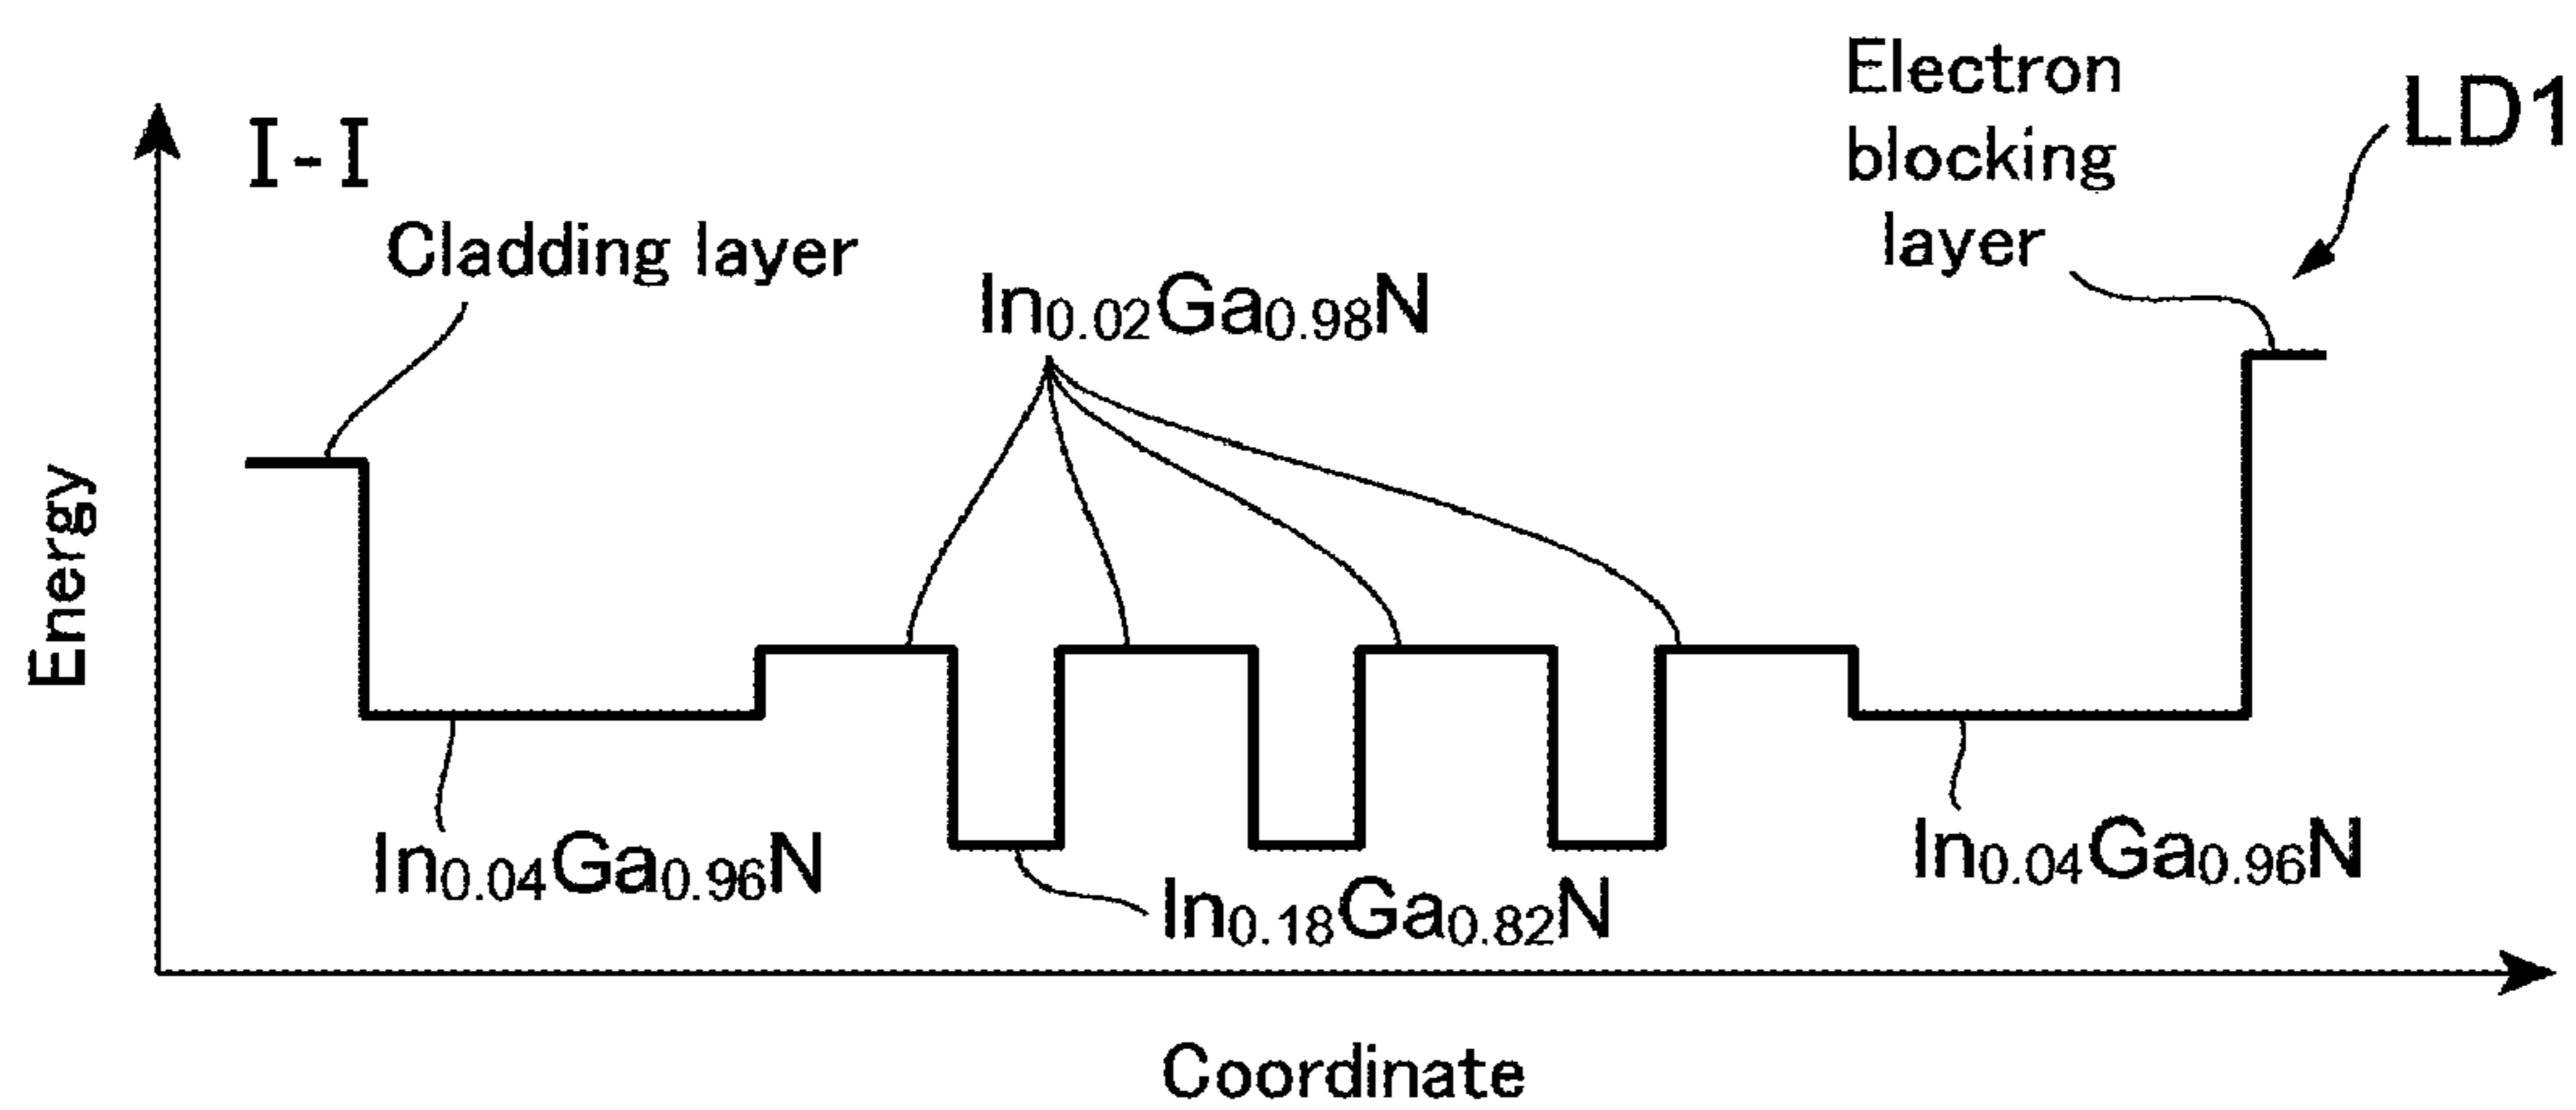 I-I
Electron
blocking
layer
LD1
Cladding layer
In0.02Ga0.98N
Energy
In0.04Ga0.96N
In0.18Ga0.82N
In0.04Ga0.96N
Coordinate